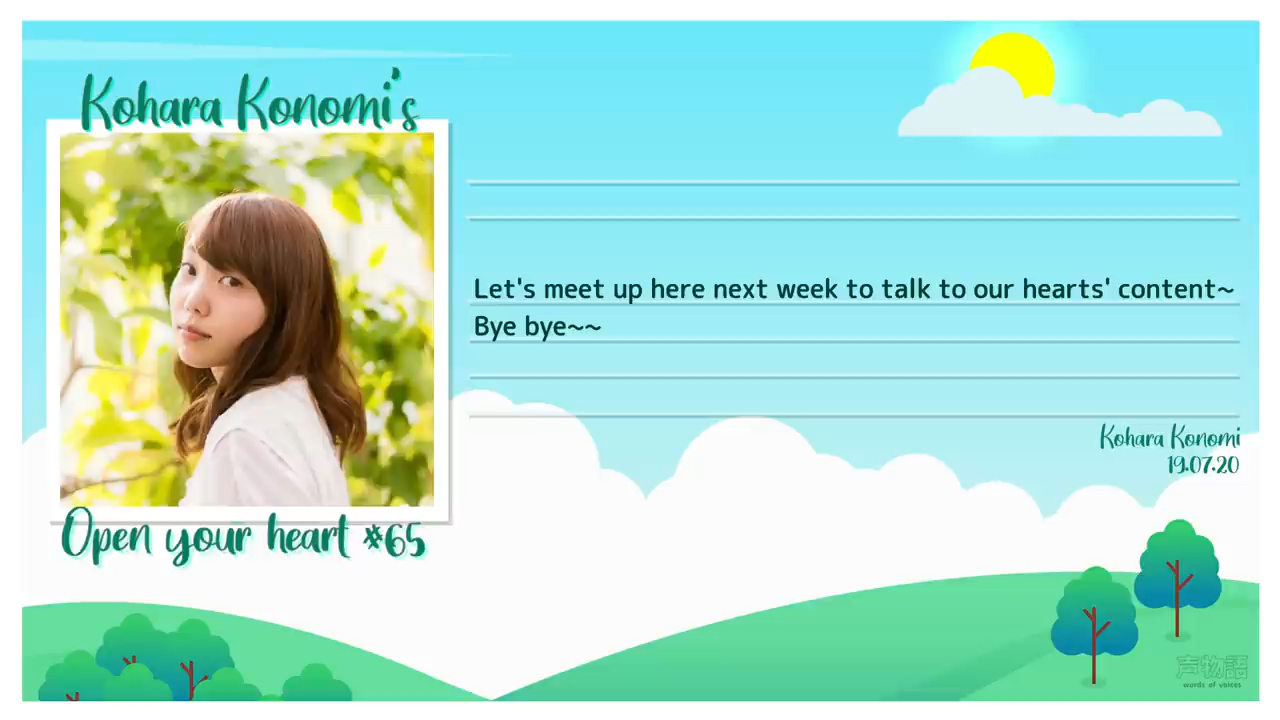 Kohara Konomi's
Let's meet up here next week to talk to our hearts' content~
Bye bye~~
Kohara Konomi
19.07.20
Open your heart #65
声物語
words of voices